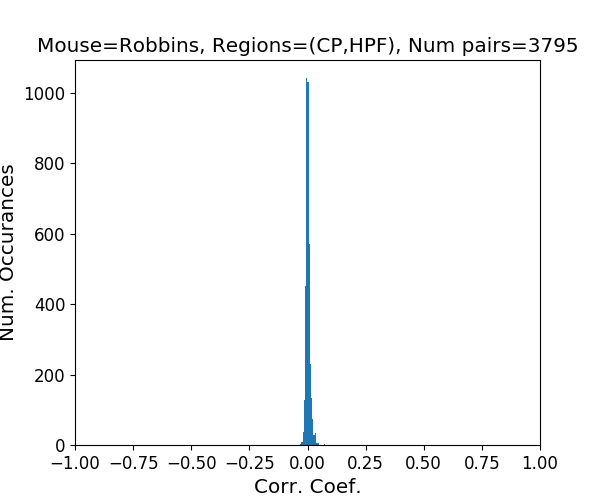 Mouse=Robbins, Regions=(CP,HPF), Num pairs=3795
Num. Occurances
1000
800
600
400
200
0
−1.00 −0.75 −0.50 −0.25 0.00 0.25 0.50 0.75 1.00
Corr. Coef.